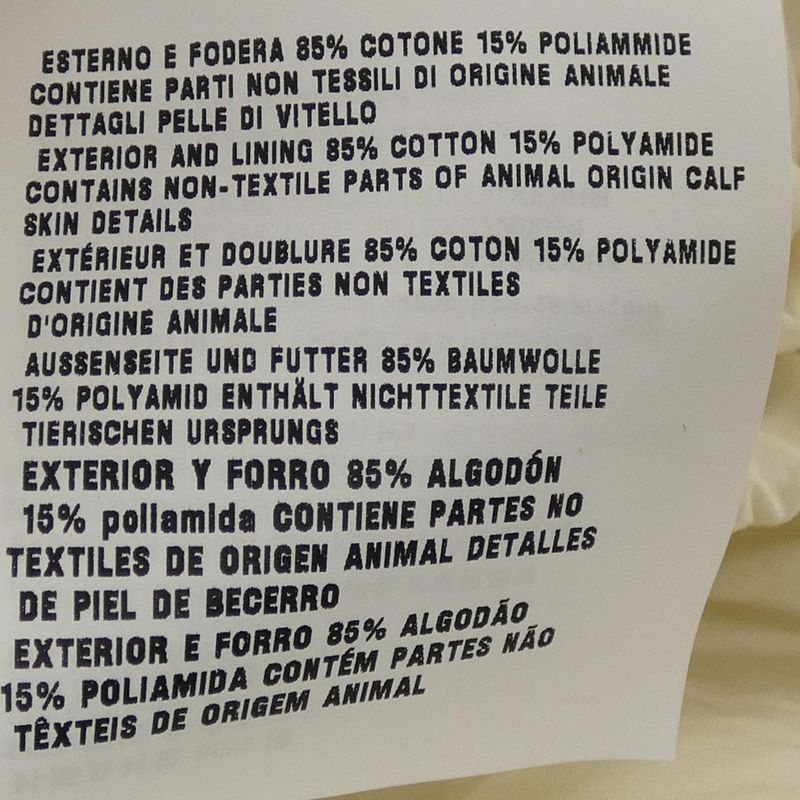 ESTERNO E FODERA 85% COTONE 15% POLIAMMIDE
CONTIENE PARTI NON TESSILI DI ORIGINE ANIMALE
DETTAGLI PELLE DI VITELLO
EXTERIOR AND LINING 85% COTTON 15% POLYAMIDE
CONTAINS NON-TEXTILE PARTS OF ANIMAL ORIGIN CALF
SKIN DETAILS
EXTÉRIEUR ET DOUBLURE 85% COTON 15% POLYAMIDE
CONTIENT DES PARTIES NON TEXTILES
D'ORIGINE ANIMALE
AUSSENSEITE UND FUTTER 85% BAUMWOLLE
15% POLYAMID ENTHÄLT NICHTTEXTILE TEILE
TIERISCHEN URSPRUNGS
EXTERIOR Y FORRO 85% ALGODÓN
15% poliamida CONTIENE PARTES NO
TEXTILES DE ORIGEN ANIMAL DETALLES
DE PIEL DE BECERRO
EXTERIOR E FORRO 85% ALGODÃO
15% POLIAMIDA CONTÉM PARTES NÃO
TÊXTEIS DE ORIGEM ANIMAL